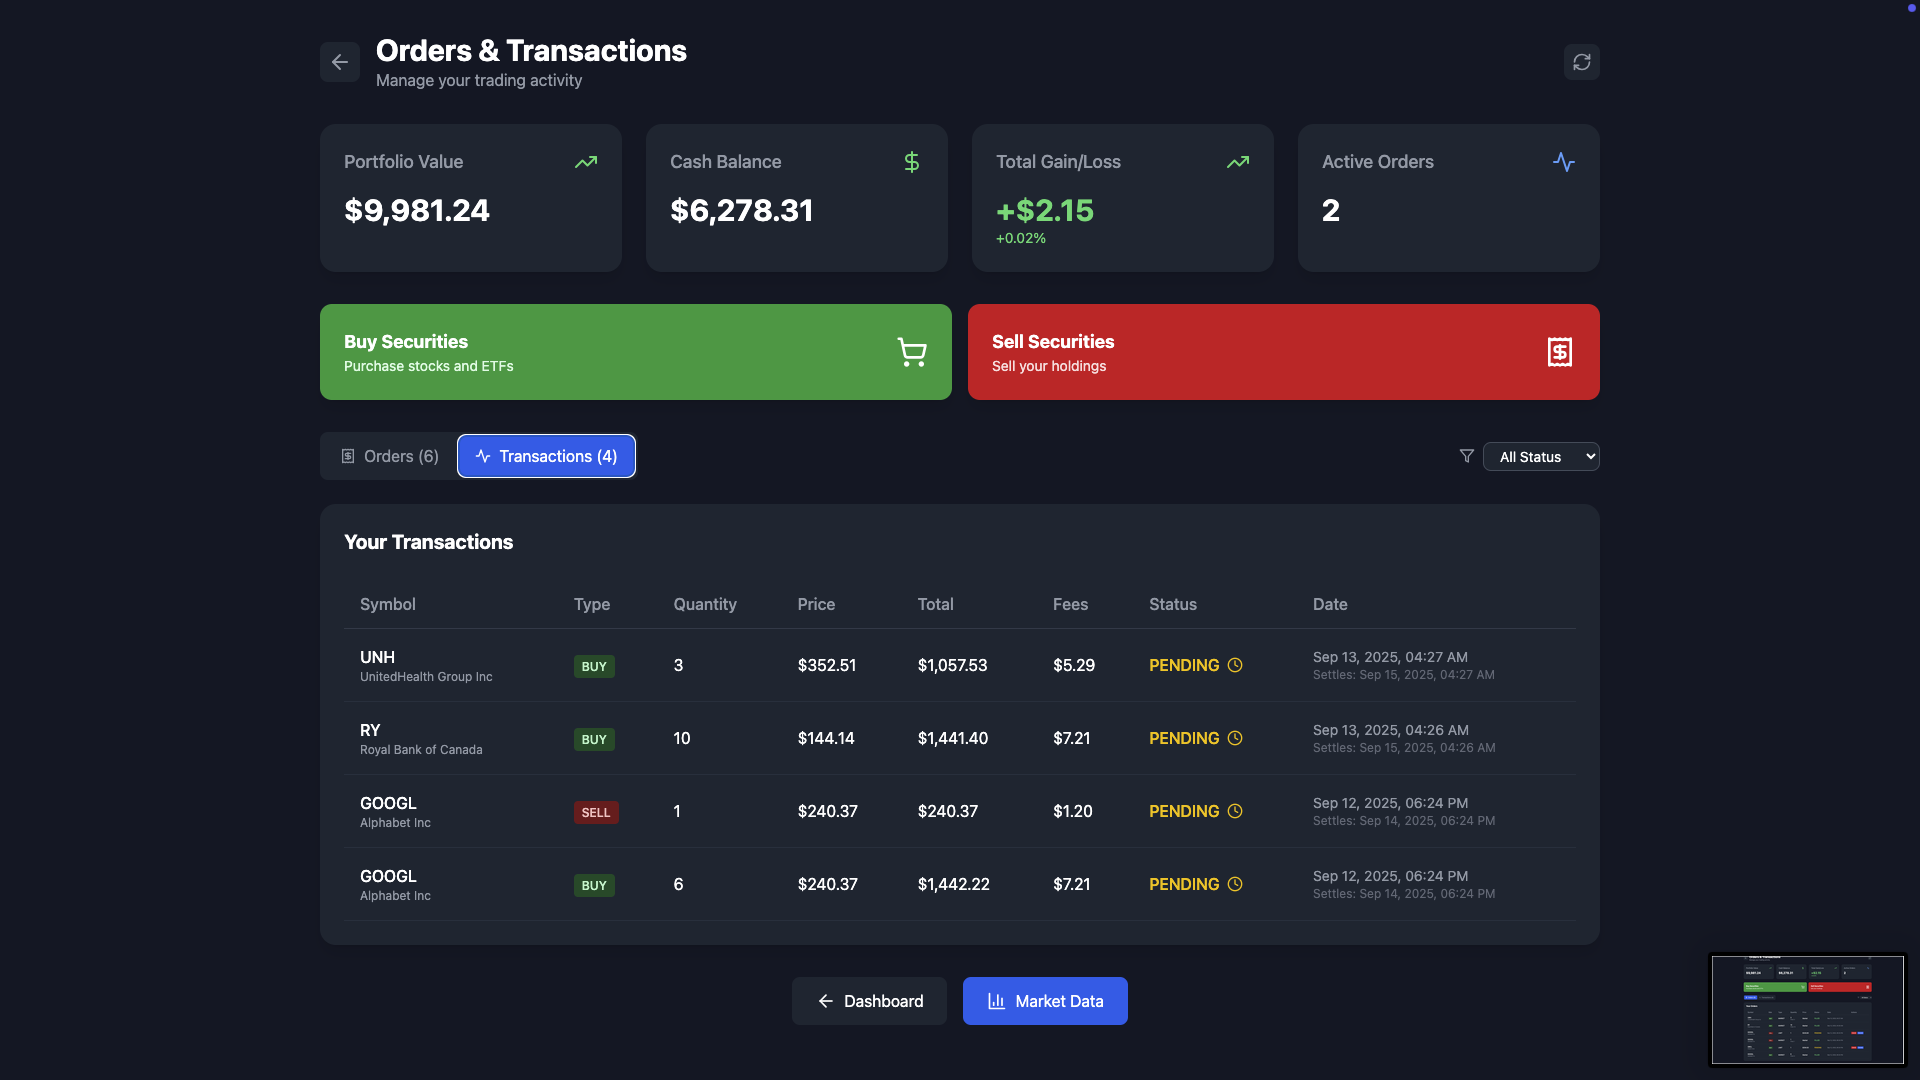 Orders & Transactions
Manage your trading activity
Portfolio Value
$9,981.24
Cash Balance
$6,278.31
Total Gain/Loss
+$2.15
+0.02%
Active Orders
2
Buy Securities
Purchase stocks and ETFs
Sell Securities
Sell your holdings
Orders (6)
Transactions (4)
All Status
Your Transactions
Symbol Type Quantity Price Total Fees Status Date
UNH BUY 3 $352.51 $1,057.53 $5.29 PENDING Sep 13, 2025, 04:27 AM
UnitedHealth Group Inc Settles: Sep 15, 2025, 04:27 AM
RY BUY 10 $144.14 $1,441.40 $7.21 PENDING Sep 13, 2025, 04:26 AM
Royal Bank of Canada Settles: Sep 15, 2025, 04:26 AM
GOOGL SELL 1 $240.37 $240.37 $1.20 PENDING Sep 12, 2025, 06:24 PM
Alphabet Inc Settles: Sep 14, 2025, 06:24 PM
GOOGL BUY 6 $240.37 $1,442.22 $7.21 PENDING Sep 12, 2025, 06:24 PM
Alphabet Inc Settles: Sep 14, 2025, 06:24 PM
Dashboard
Market Data